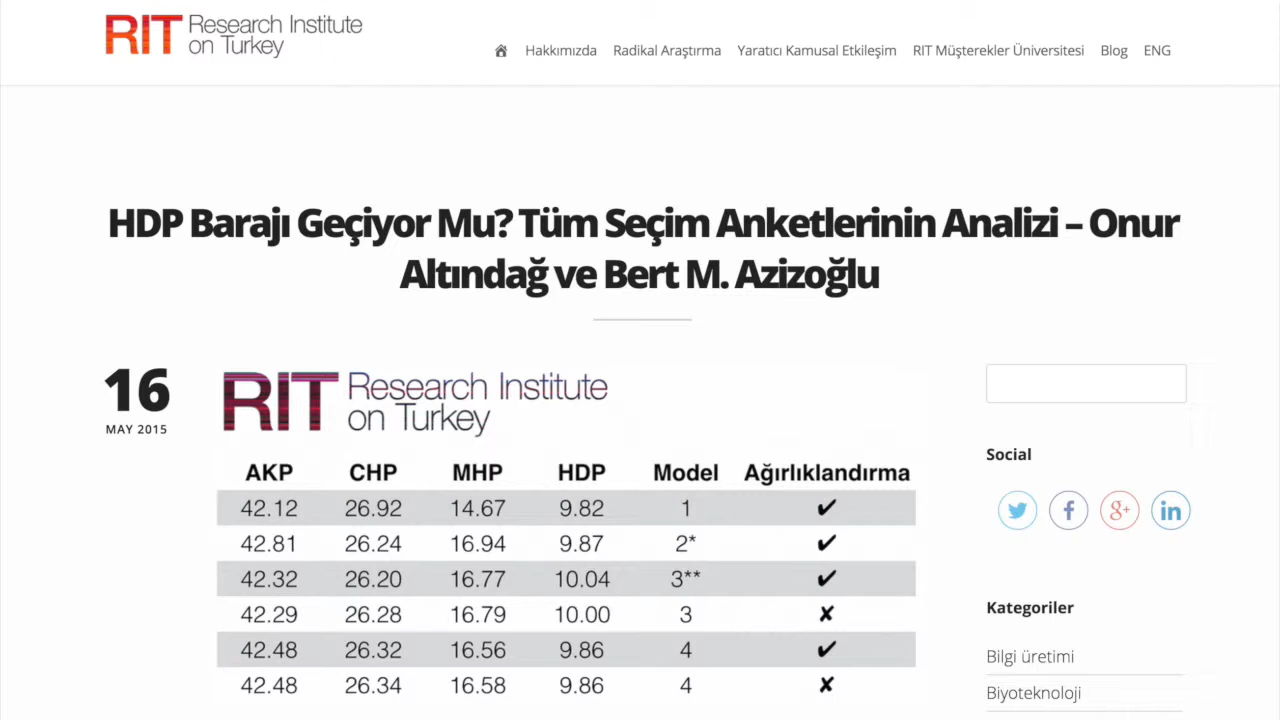 RIT Research Institute
on Turkey
Hakkımızda Radikal Araştırma Yaratıcı Kamusal Etkileşim RIT Müşterekler Üniversitesi Blog ENG
HDP Barajı Geçiyor Mu? Tüm Seçim Anketlerinin Analizi – Onur
Altındağ ve Bert M. Azizoğlu
16
MAY 2015
RIT Research Institute
on Turkey
AKP CHP MHP HDP Model Ağırlıklandırma
42.12 26.92 14.67 9.82 1 ✔
42.81 26.24 16.94 9.87 2* ✔
42.32 26.20 16.77 10.04 3** ✔
42.29 26.28 16.79 10.00 3 ✘
42.48 26.32 16.56 9.86 4 ✔
42.48 26.34 16.58 9.86 4 ✘
Social
Kategoriler
Bilgi üretimi
Biyoteknoloji